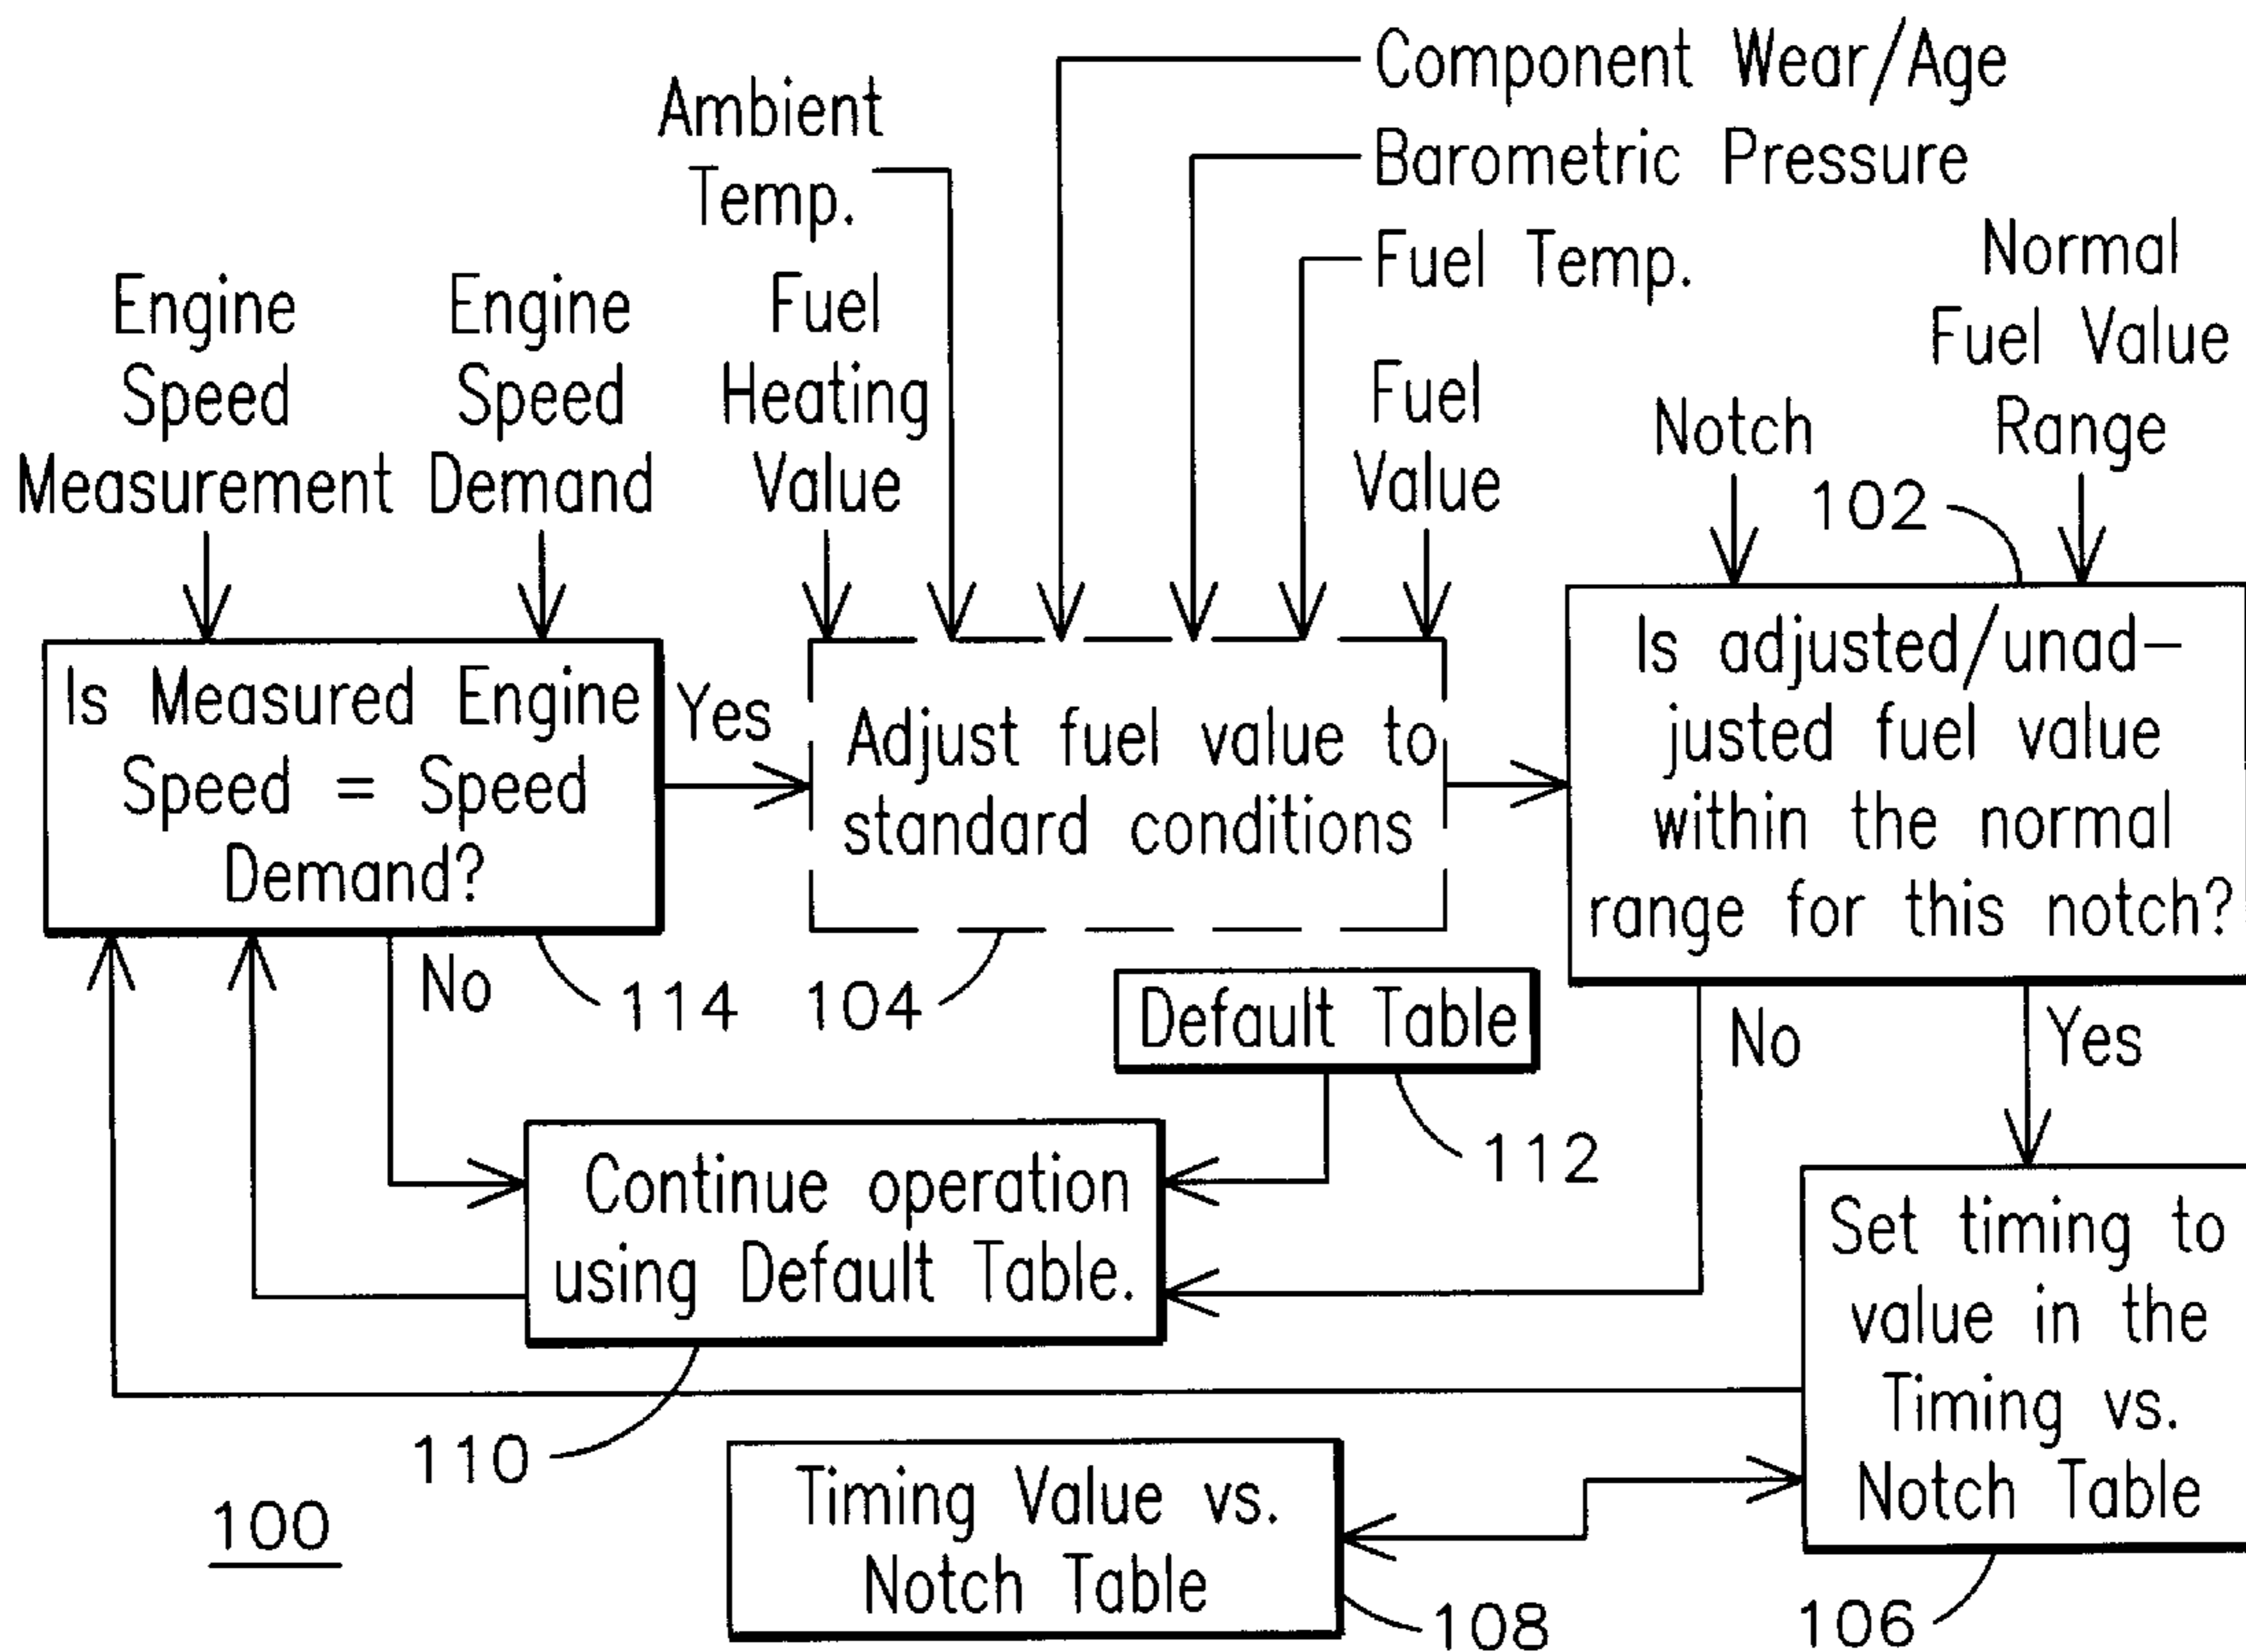 Component Wear/Age
Ambient
Temp.
Barometric Pressure
Fuel Temp.
Normal
Fuel Value
Range
Engine
Speed
Measurement
Engine
Speed
Demand
Fuel
Heating
Value
Fuel
Value
Notch
102
Is Measured Engine
Speed = Speed
Demand?
Yes
Adjust fuel value to
standard conditions
Is adjusted/unad-
justed fuel value
within the normal
range for this notch?
No
114
104
Default Table
No
Yes
112
Continue operation
using Default Table.
Set timing to
value in the
Timing vs.
Notch Table
110
100
Timing Value vs.
Notch Table
108
106